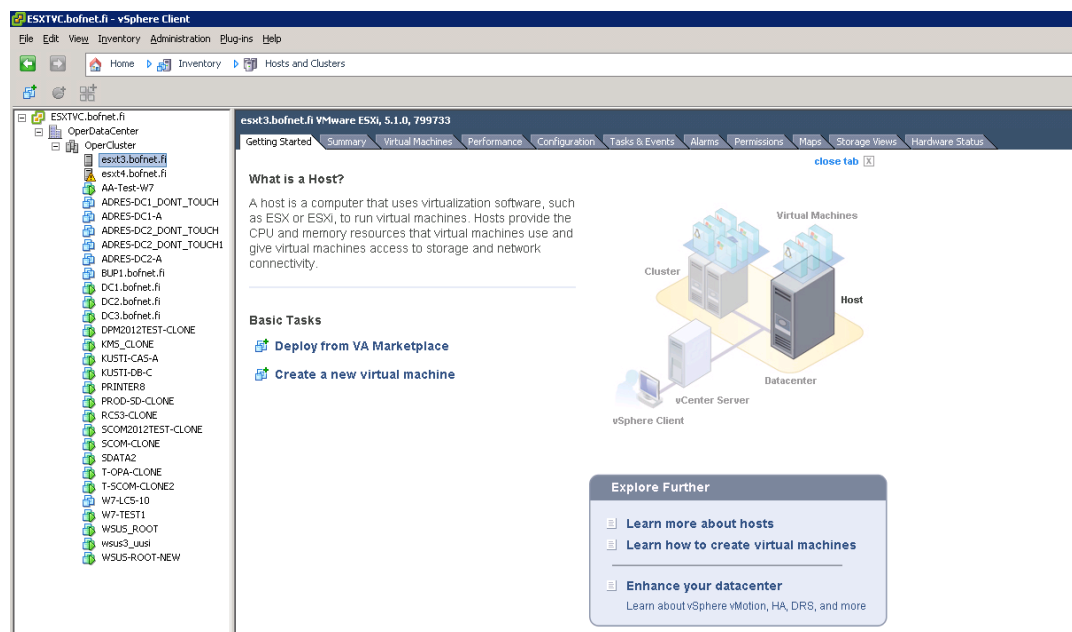 ESXTVC.bofnet.fi - vSphere Client
File Edit View Inventory Administration Plug-ins Help
Home Inventory Hosts and Clusters
ESXTVC.bofnet.fi
OperDataCenter
OperCluster
esxt3.bofnet.fi
esxt4.bofnet.fi
AA-Test-W7
ADRES-DC1_DONT_TOUCH
ADRES-DC1-A
ADRES-DC2_DONT_TOUCH
ADRES-DC2_DONT_TOUCH1
ADRES-DC2-A
BUP1.bofnet.fi
DC1.bofnet.fi
DC2.bofnet.fi
DC3.bofnet.fi
DPM2012TEST-CLONE
KMS_CLONE
KUSTI-CAS-A
KUSTI-DB-C
PRINTER8
PROD-SD-CLONE
RCS3-CLONE
SCOM2012TEST-CLONE
SCOM-CLONE
SDATA2
T-OPA-CLONE
T-SCOM-CLONE2
W7-LC5-10
W7-TEST1
WSUS_ROOT
wsus3_uusi
WSUS-ROOT-NEW
esxt3.bofnet.fi VMware ESXi, 5.1.0, 799733
Getting Started Summary Virtual Machines Performance Configuration Tasks & Events Alarms Permissions Maps Storage Views Hardware Status
close tab X
What is a Host?
A host is a computer that uses virtualization software, such
as ESX or ESXi, to run virtual machines. Hosts provide the
CPU and memory resources that virtual machines use and
give virtual machines access to storage and network
connectivity.
Basic Tasks
Deploy from VA Marketplace
Create a new virtual machine
Virtual Machines
Cluster
Host
Datacenter
vCenter Server
vSphere Client
Explore Further
Learn more about hosts
Learn how to create virtual machines
Enhance your datacenter
Learn about vSphere vMotion, HA, DRS, and more